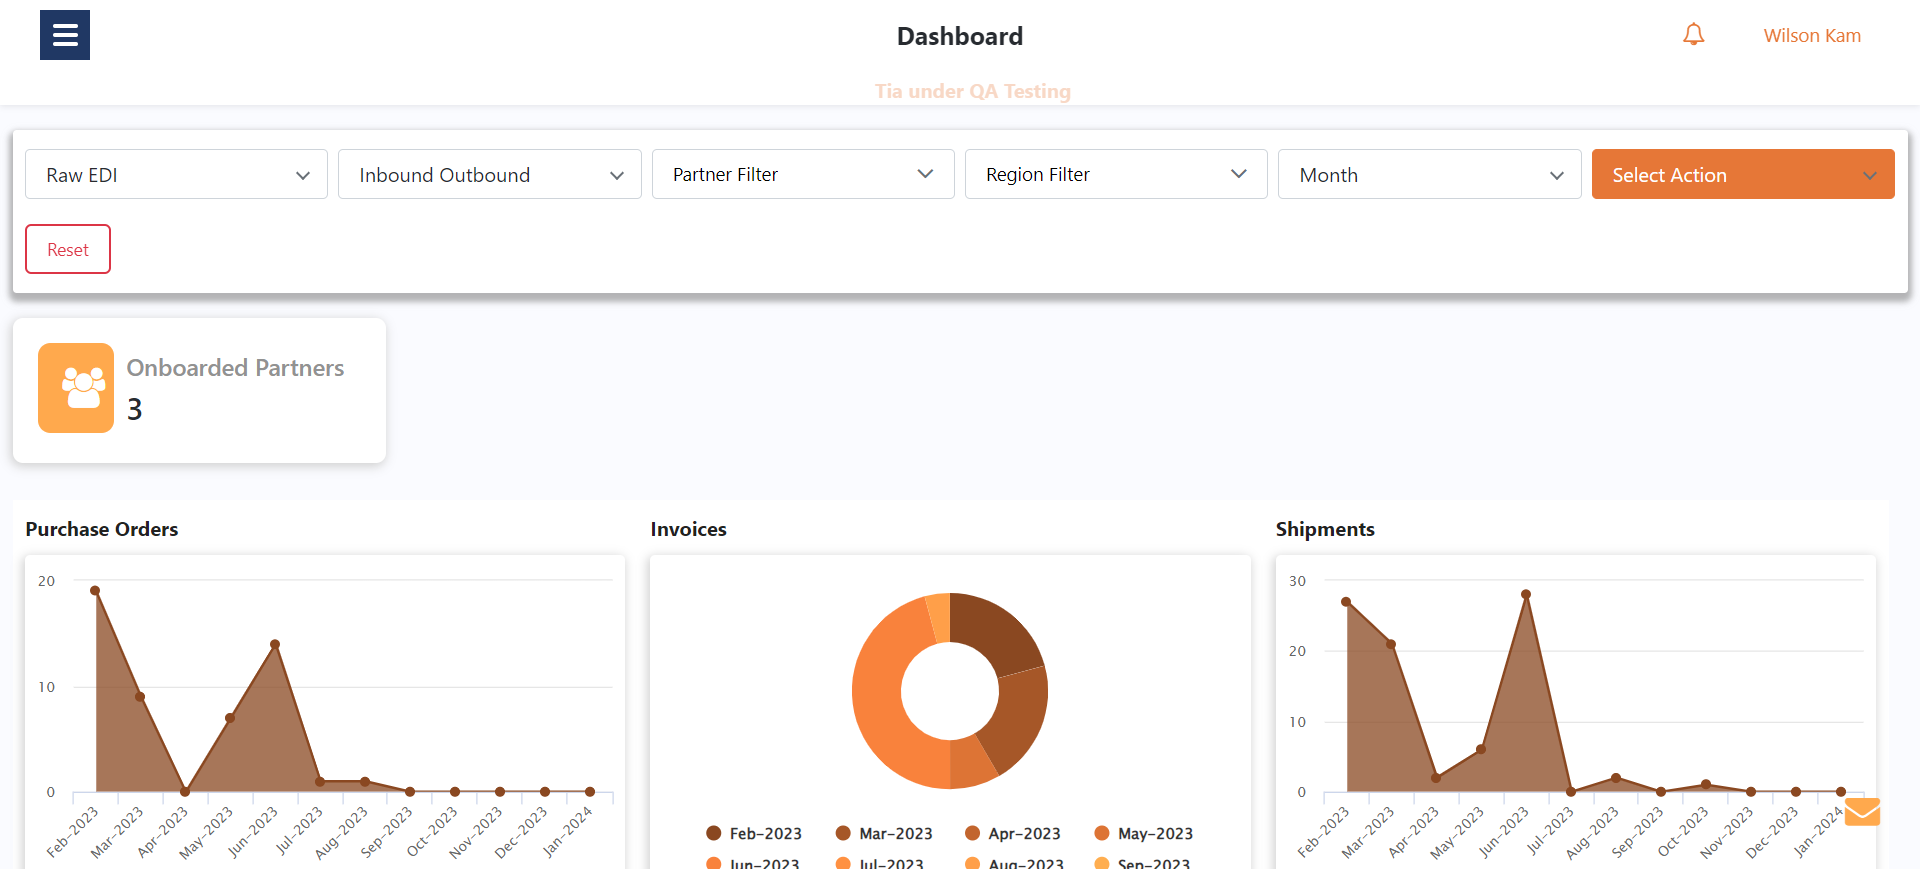 Dashboard
Wilson Kam
Tia under QA Testing
Raw EDI
Inbound Outbound
Partner Filter
Region Filter
Month
Select Action
Reset
Onboarded Partners
3
Purchase Orders
20
10
0
Feb-2023
Mar-2023
Apr-2023
May-2023
Jun-2023
Jul-2023
Aug-2023
Sep-2023
Oct-2023
Nov-2023
Dec-2023
Jan-2024
Invoices
Feb-2023 Mar-2023 Apr-2023 May-2023
Jun-2023 Jul-2023 Aug-2023 Sep-2023
Shipments
30
20
10
0
Feb-2023
Mar-2023
Apr-2023
May-2023
Jun-2023
Jul-2023
Aug-2023
Sep-2023
Oct-2023
Nov-2023
Dec-2023
Jan-2024